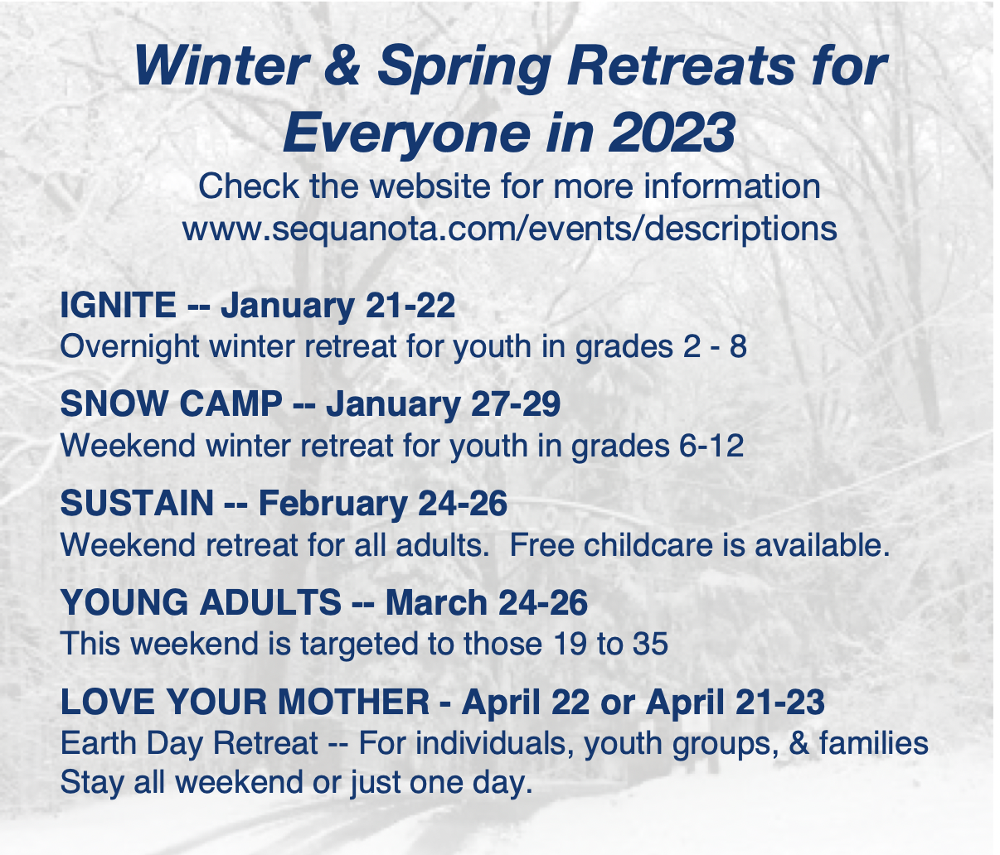 Winter & Spring Retreats for
Everyone in 2023
Check the website for more information
www.sequanota.com/events/descriptions
IGNITE -- January 21-22
Overnight winter retreat for youth in grades 2 - 8
SNOW CAMP -- January 27-29
Weekend winter retreat for youth in grades 6-12
SUSTAIN -- February 24-26
Weekend retreat for all adults.  Free childcare is available.
YOUNG ADULTS -- March 24-26
This weekend is targeted to those 19 to 35
LOVE YOUR MOTHER - April 22 or April 21-23
Earth Day Retreat -- For individuals, youth groups, & families
Stay all weekend or just one day.